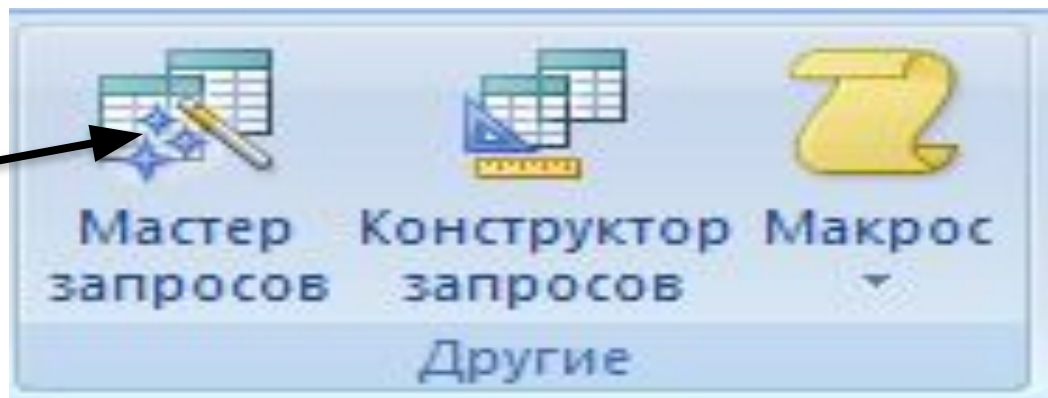 Мастер запросов
Конструктор запросов
Макрос
Другие